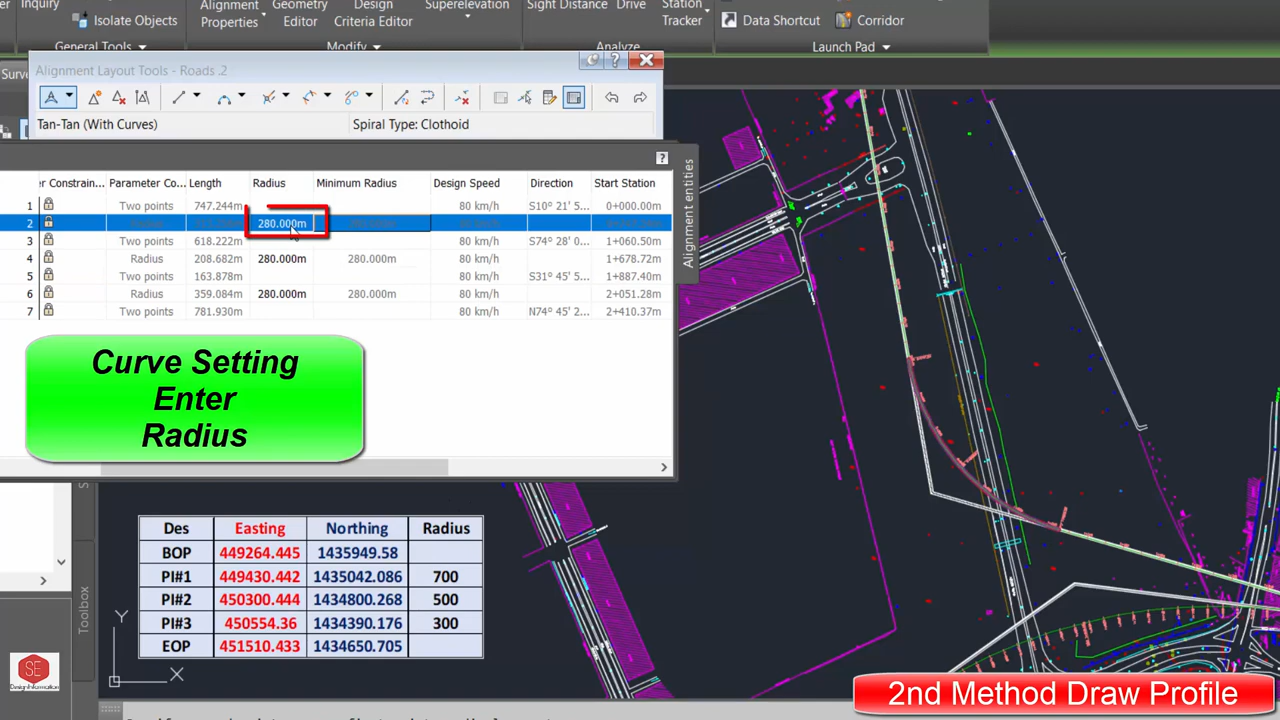 Inquiry
Isolate Objects
General Tools
Alignment Properties
Geometry Editor
Design Criteria Editor
Superelevation
Modify
Sight Distance
Drive
Station Tracker
Analyze
Data Shortcut
Corridor
Launch Pad
Surve
Alignment Layout Tools - Roads .2
Tan-Tan (With Curves)
Spiral Type: Clothoid
er Constrain... Parameter Co... Length Radius Minimum Radius Design Speed Direction Start Station
1 Two points 747.244m 80 km/h S10° 21' 5... 0+000.00m
2 280.000m
3 Two points 618.222m 80 km/h S74° 28' 0... 1+060.50m
4 Radius 208.682m 280.000m 280.000m 80 km/h 1+678.72m
5 Two points 163.878m 80 km/h S31° 45' 5... 1+887.40m
6 Radius 359.084m 280.000m 280.000m 80 km/h 2+051.28m
7 Two points 781.930m 80 km/h N74° 45' 2... 2+410.37m
Alignment entities
Curve Setting
Enter
Radius
Des Easting Northing Radius
BOP 449264.445 1435949.58
PI#1 449430.442 1435042.086 700
PI#2 450300.444 1434800.268 500
PI#3 450554.36 1434390.176 300
EOP 451510.433 1434650.705
Toolbox
Y
X
SE
2nd Method Draw Profile